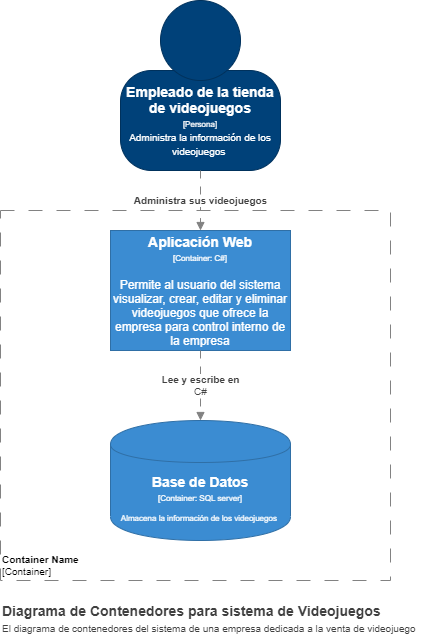 Empleado de la tienda
de videojuegos
[Persona]
Administra la información de los
videojuegos
Administra sus videojuegos
Aplicación Web
[Container: C#]
Permite al usuario del sistema
visualizar, crear, editar y eliminar
videojuegos que ofrece la
empresa para control interno de
la empresa
Lee y escribe en
C#
Base de Datos
[Container: SQL server]
Almacena la información de los videojuegos
Container Name
[Container]
Diagrama de Contenedores para sistema de Videojuegos
El diagrama de contenedores del sistema de una empresa dedicada a la venta de videojuego